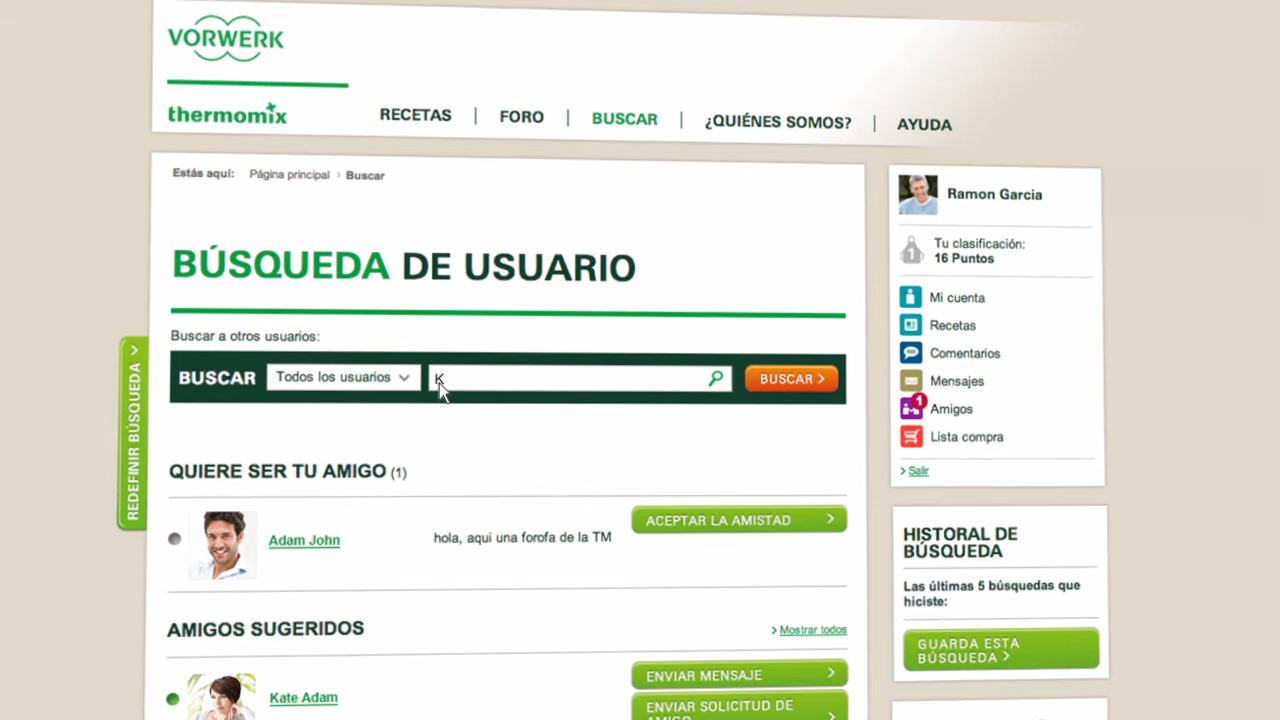 VORWERK
thermomix
RECETAS | FORO | BUSCAR | ¿QUIÉNES SOMOS? | AYUDA
Estás aquí: Página principal › Buscar
BÚSQUEDA DE USUARIO
Buscar a otros usuarios:
BUSCAR Todos los usuarios K BUSCAR
REDEFINIR BÚSQUEDA
QUIERE SER TU AMIGO (1)
Adam John hola, aqui una forofa de la TM ACEPTAR LA AMISTAD
AMIGOS SUGERIDOS
Mostrar todos
Kate Adam
ENVIAR MENSAJE
ENVIAR SOLICITUD DE
AMIGO
Ramon Garcia
1
Tu clasificación:
16 Puntos
Mi cuenta
Recetas
Comentarios
Mensajes
1
Amigos
Lista compra
Salir
HISTORAL DE
BÚSQUEDA
Las últimas 5 búsquedas que
hiciste:
GUARDA ESTA
BÚSQUEDA